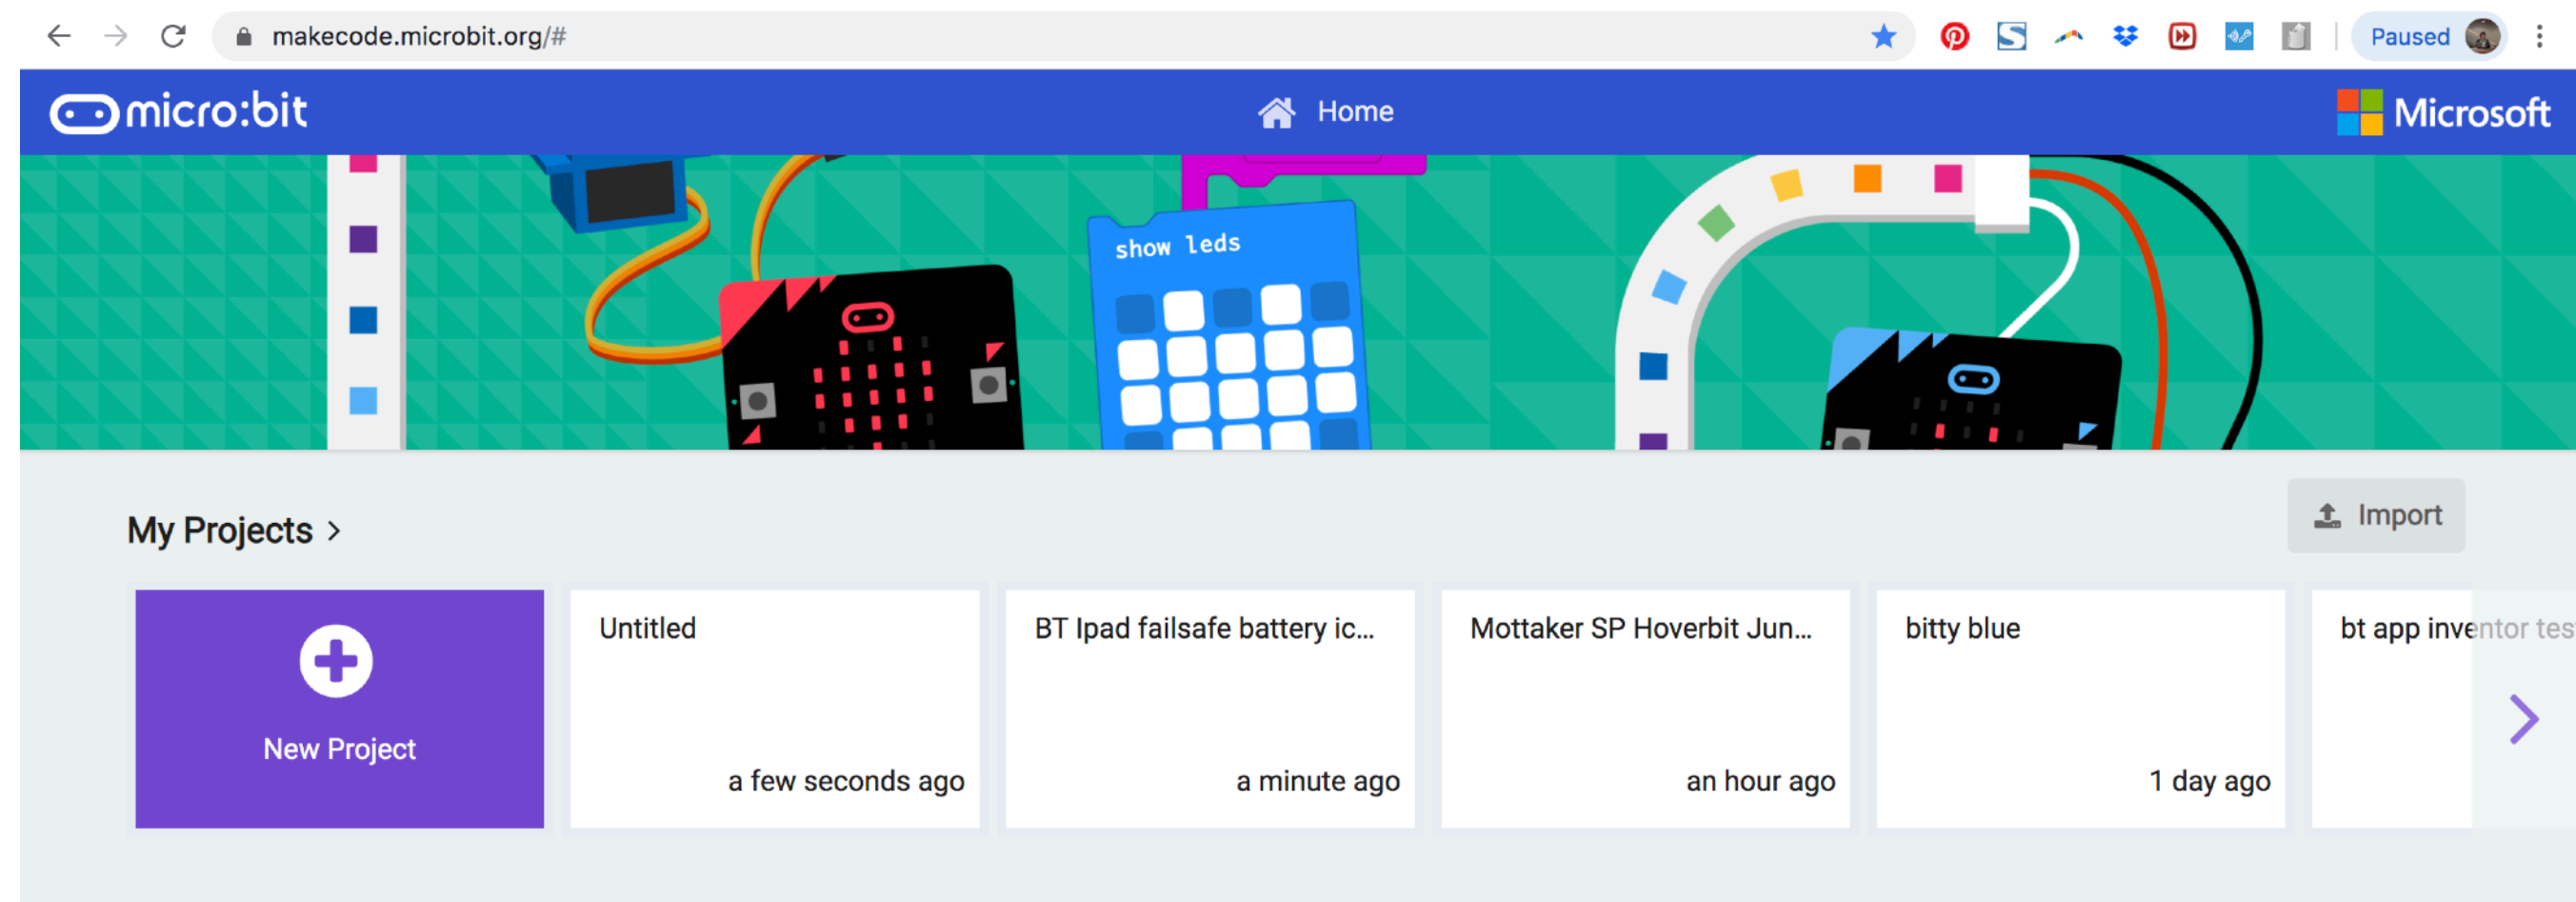 makecode.microbit.org/#
Paused
micro:bit
Home
Microsoft
show leds
My Projects >
Import
New Project
Untitled
a few seconds ago
BT Ipad failsafe battery ic...
a minute ago
Mottaker SP Hoverbit Jun...
an hour ago
bitty blue
1 day ago
bt app inventor tes